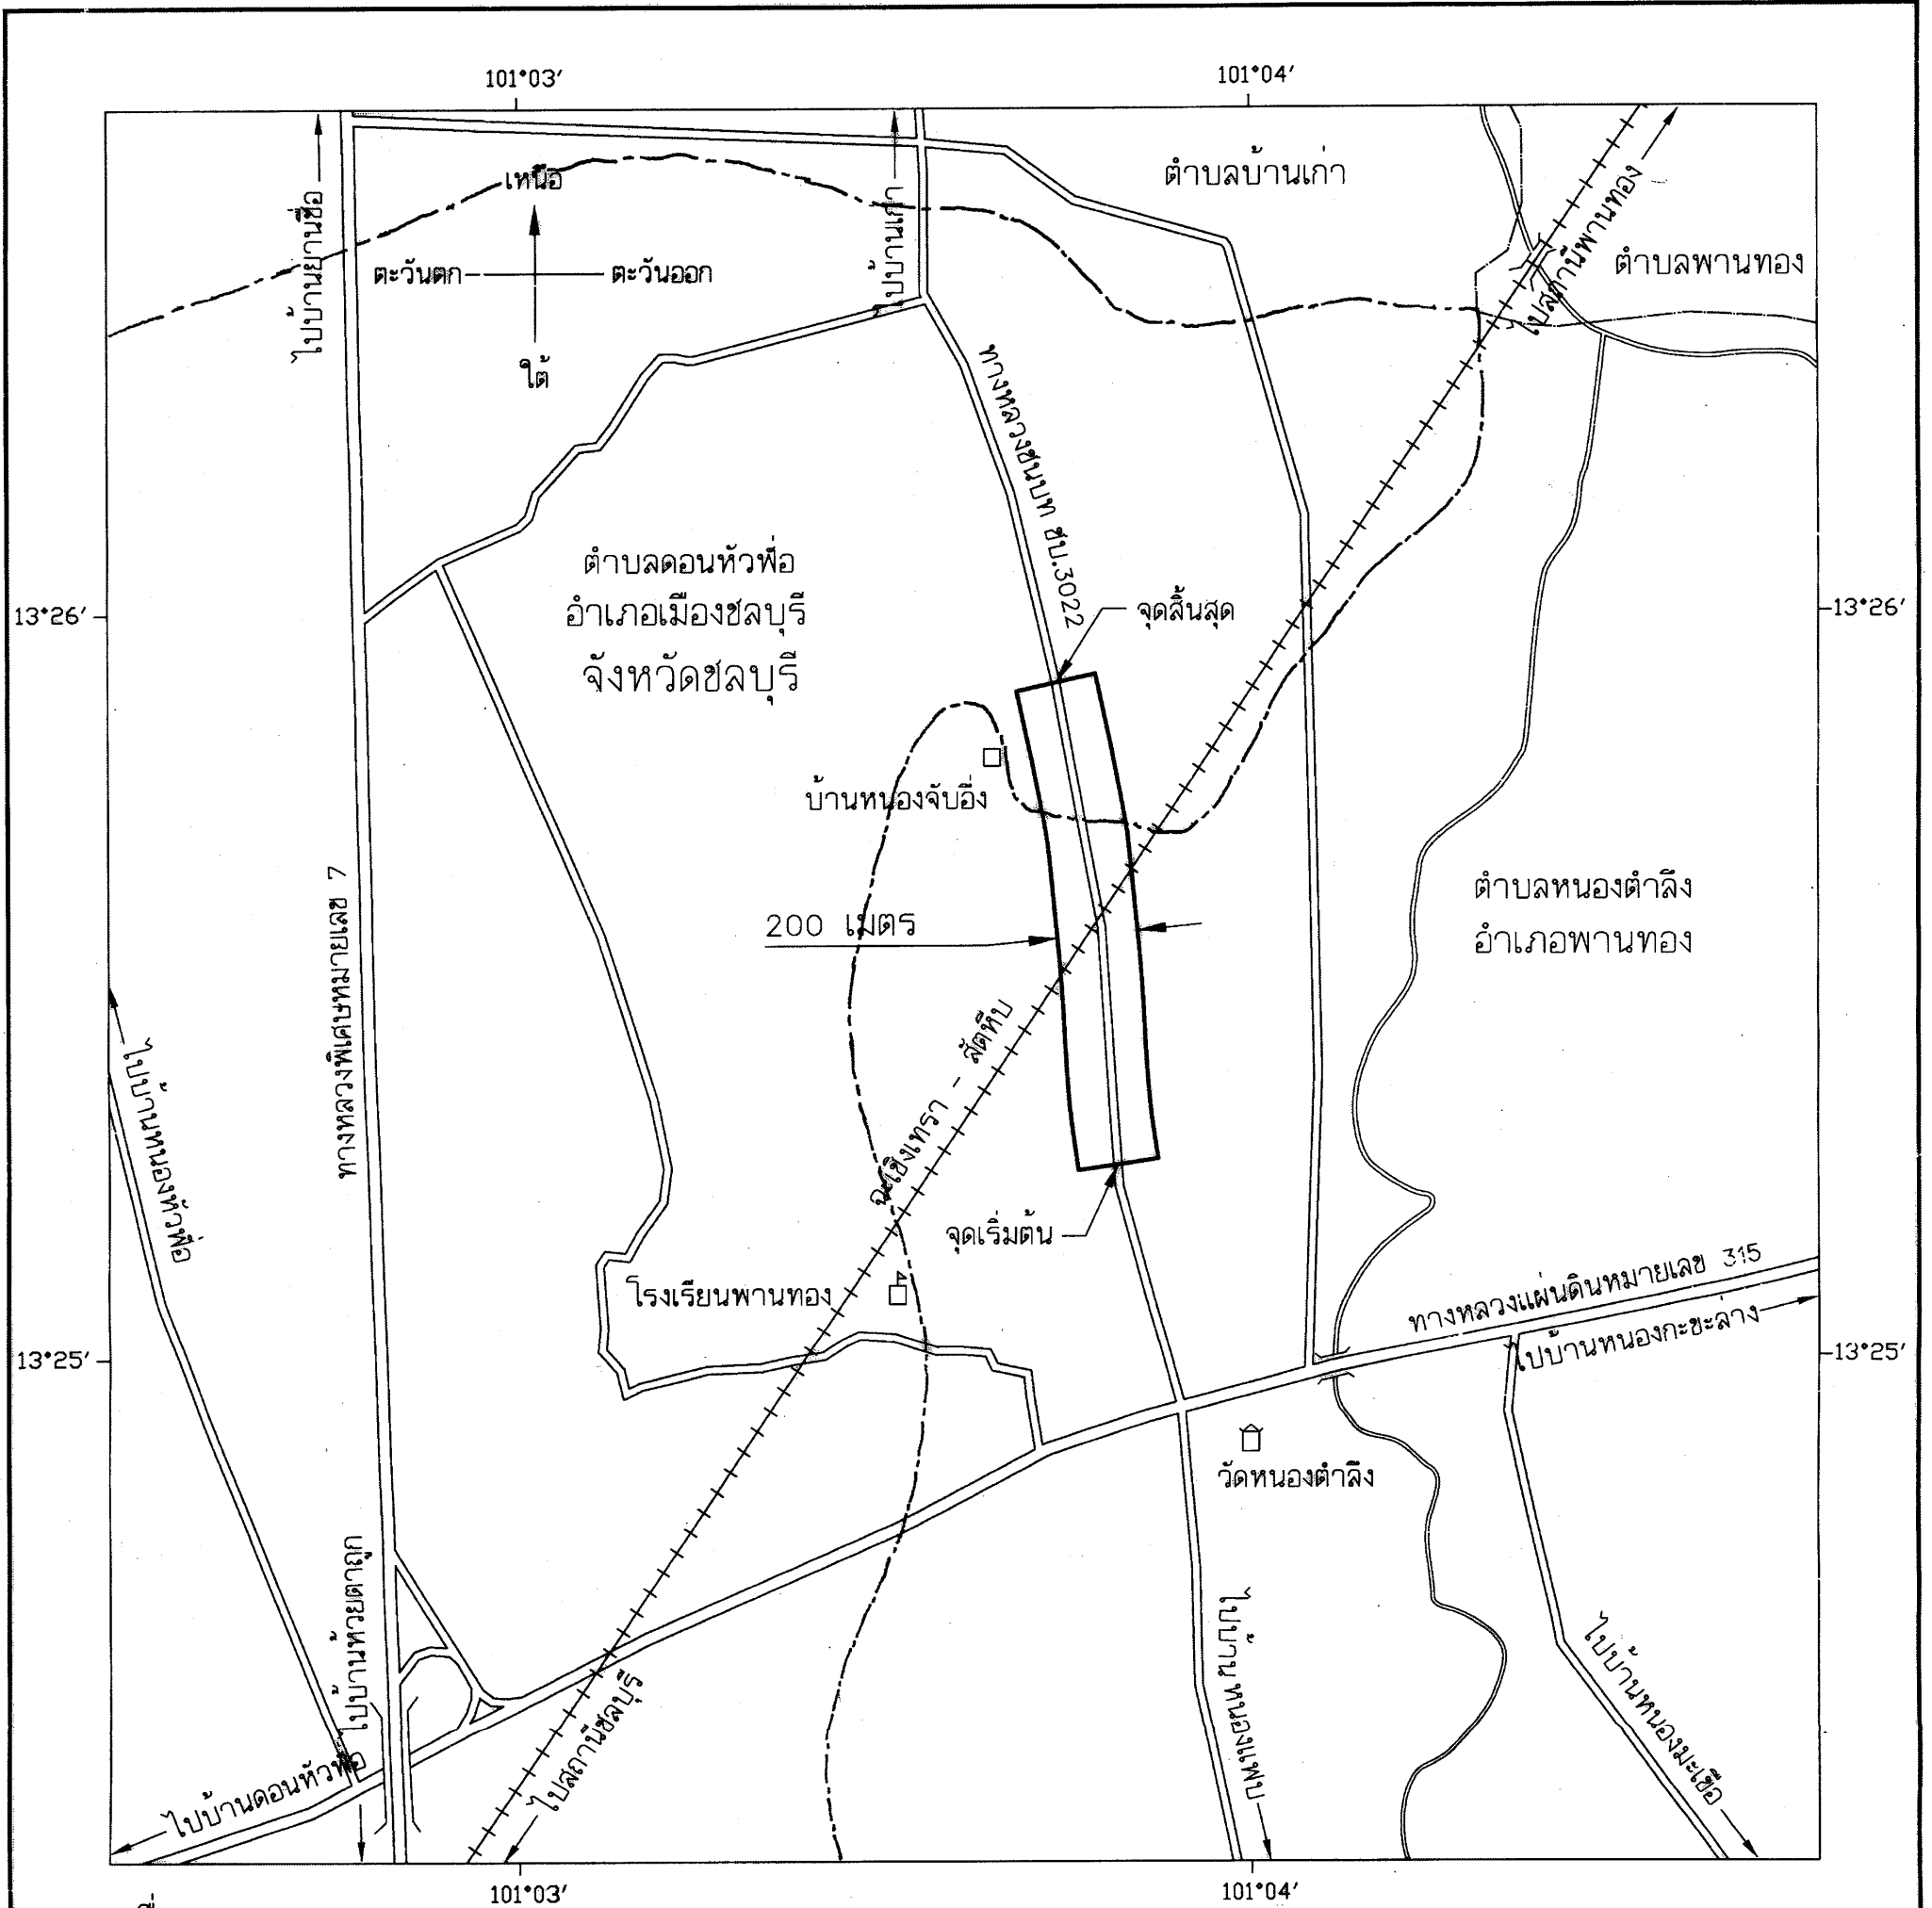 101°03′
101°04′
ตำบลบ้านเก่า
เหนือ
ไปบ้านยานซื่อ
ไปบ้านเก่า
ไปสถานีพานทอง
ตำบลพานทอง
ตะวันตก
ตะวันออก
ใต้
ทางหลวงชนบท ชบ.3022
ตำบลดอนหัวฬ่อ
อำเภอเมืองชลบุรี
จังหวัดชลบุรี
13°26′
จุดสิ้นสุด
13°26′
บ้านหนองจับอึ่ง
ทางหลวงพิเศษหมายเลข 7
ตำบลหนองตำลึง
อำเภอพานทอง
200 เมตร
ฉะเชิงเทรา - สัตหีบ
ไปบ้านหนองหัวฬ่อ
จุดเริ่มต้น
โรงเรียนพานทอง
ทางหลวงแผ่นดินหมายเลข 315
ไปบ้านหนองกะขะล่าง
13°25′
13°25′
วัดหนองตำลึง
ไปบ้านห้วยตาถูก
ไปสถานีชลบุรี
ไปบ้านหนองแฟบ
ไปบ้านหนองมะเขือ
ไปบ้านดอนหัวฬ่อ
101°03′
101°04′